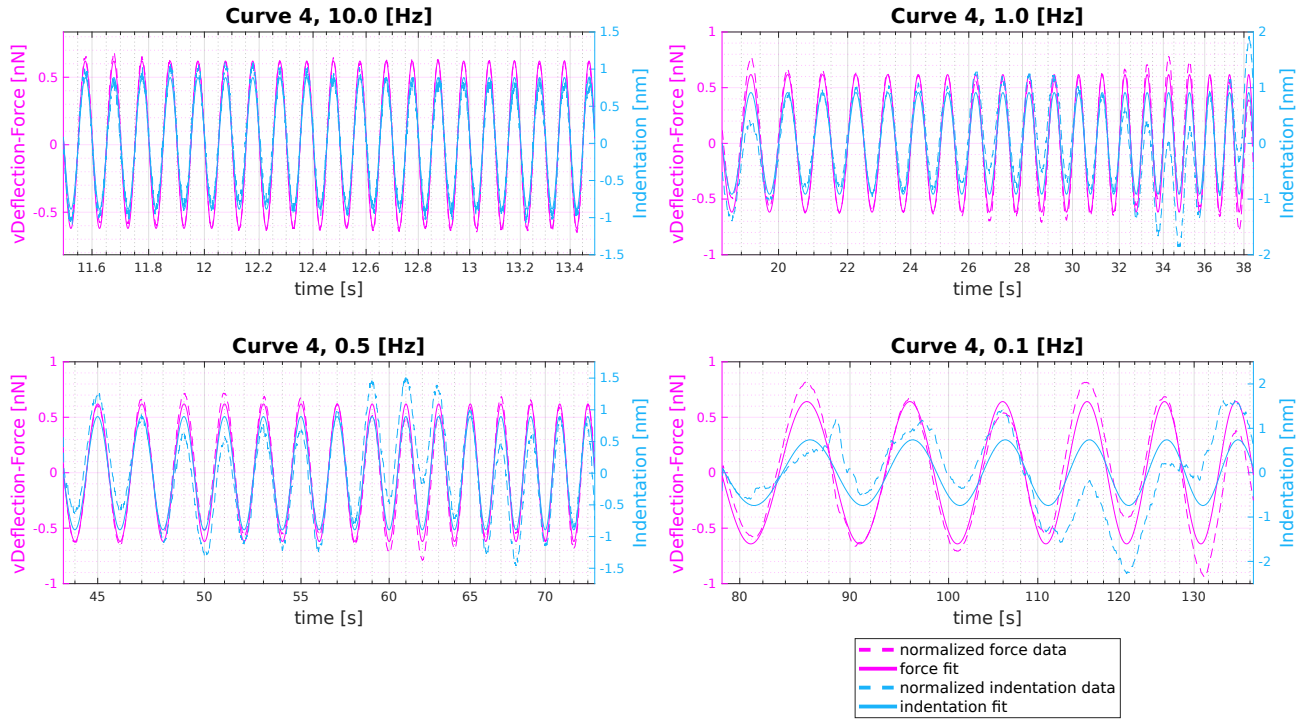 Curve 4, 10.0 [Hz]
vDeflection-Force [nN]
0.5
0
-0.5
1.5
1
0.5
0
-0.5
-1
-1.5
Indentation [nm]
11.6 11.8 12 12.2 12.4 12.6 12.8 13 13.2 13.4
time [s]
Curve 4, 1.0 [Hz]
vDeflection-Force [nN]
1
0.5
0
-0.5
-1
2
1
0
-1
-2
Indentation [nm]
20 22 24 26 28 30 32 34 36 38
time [s]
Curve 4, 0.5 [Hz]
vDeflection-Force [nN]
1
0.5
0
-0.5
-1
1.5
1
0.5
0
-0.5
-1
-1.5
Indentation [nm]
45 50 55 60 65 70
time [s]
Curve 4, 0.1 [Hz]
vDeflection-Force [nN]
1
0.5
0
-0.5
-1
2
1
0
-1
-2
Indentation [nm]
80 90 100 110 120 130
time [s]
normalized force data
force fit
normalized indentation data
indentation fit